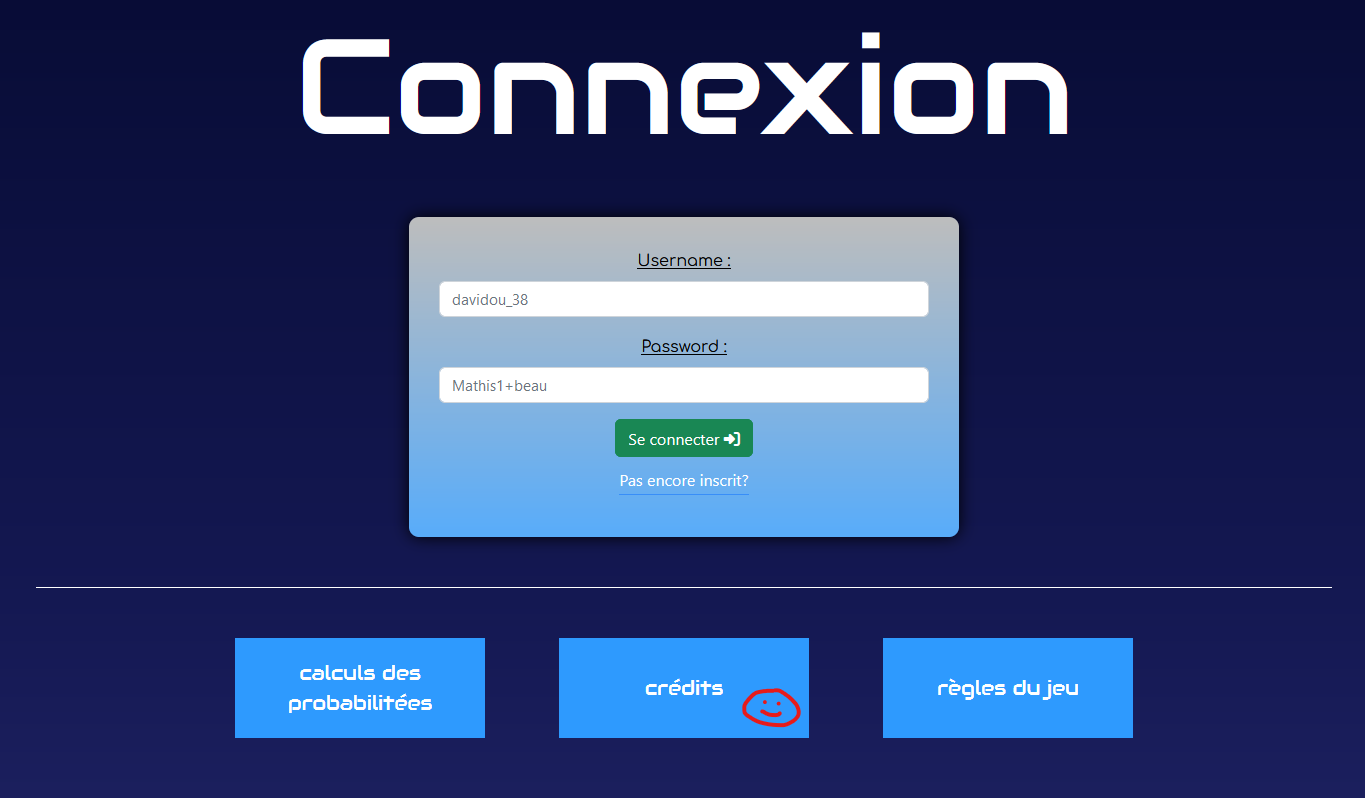 Connexion
Username :
davidou_38
Password :
Mathis1+beau
Se connecter
Pas encore inscrit?
calculs des
probabilitées
crédits
règles du jeu